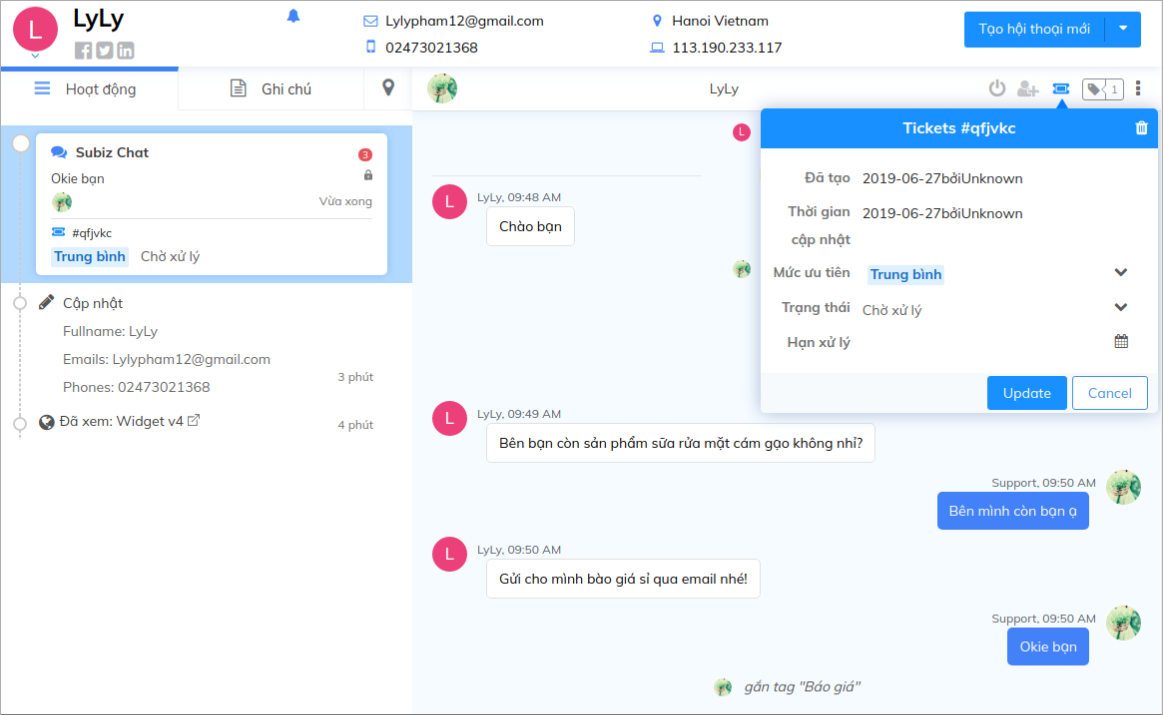 L
LyLy
Lylypham12@gmail.com
02473021368
Hanoi Vietnam
113.190.233.117
Tạo hội thoại mới
Hoạt động
Ghi chú
LyLy
1
Subiz Chat
3
Okie bạn
Vừa xong
#qfjvkc
Trung bình Chờ xử lý
Cập nhật
Fullname: LyLy
Emails: Lylypham12@gmail.com
Phones: 02473021368
3 phút
Đã xem: Widget v4
4 phút
L
L
LyLy, 09:48 AM
Chào bạn
Tickets #qfjvkc
Đã tạo 2019-06-27bởiUnknown
Thời gian cập nhật 2019-06-27bởiUnknown
Mức ưu tiên Trung bình
Trạng thái Chờ xử lý
Hạn xử lý
Update
Cancel
L
LyLy, 09:49 AM
Bên bạn còn sản phẩm sữa rửa mặt cám gạo không nhỉ?
Support, 09:50 AM
Bên mình còn bạn ạ
L
LyLy, 09:50 AM
Gửi cho mình bào giá sỉ qua email nhé!
Support, 09:50 AM
Okie bạn
gắn tag "Báo giá"